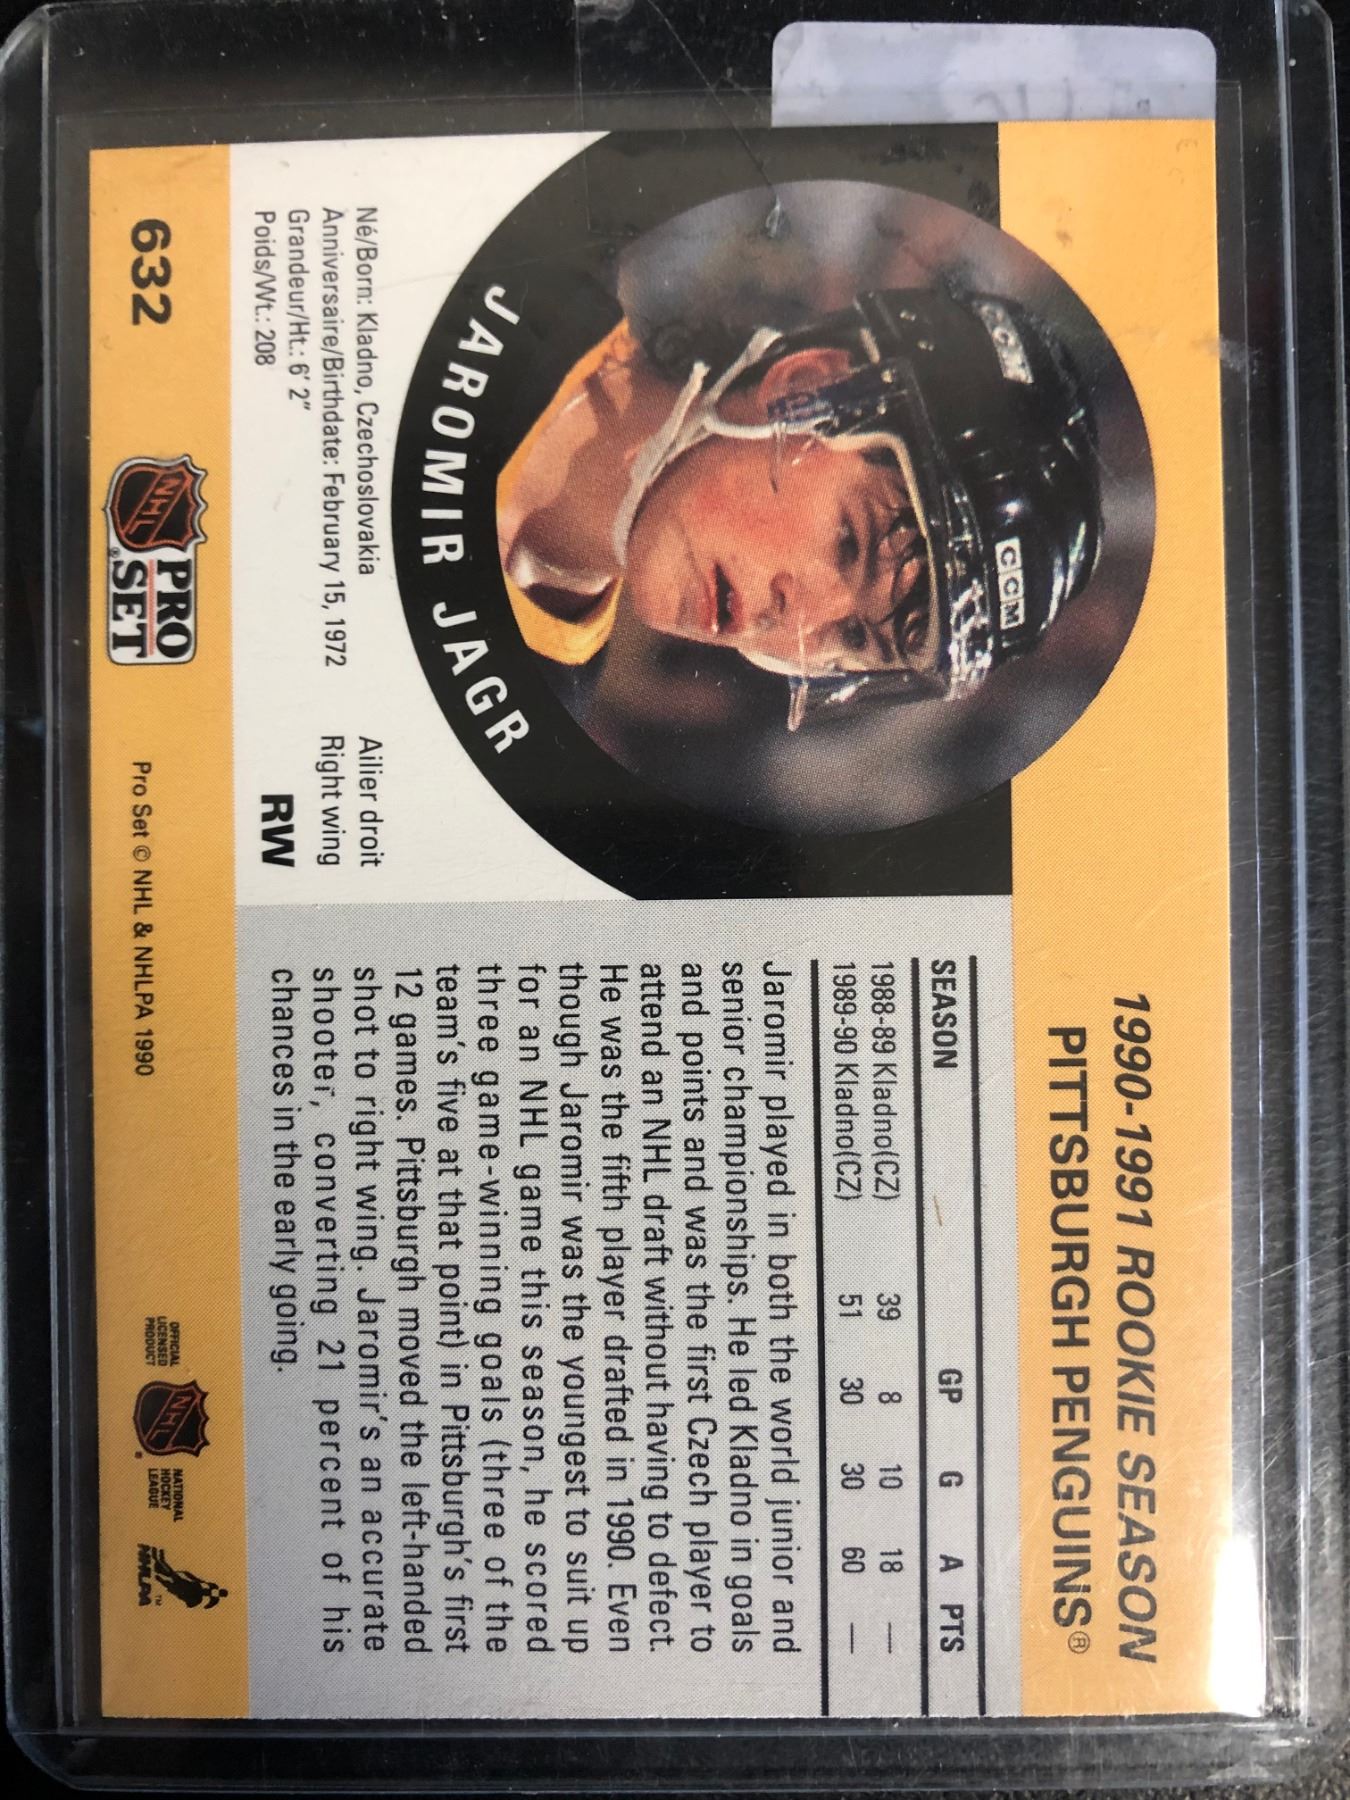 1990-1991 ROOKIE SEASON
PITTSBURGH PENGUINS®
CCM
CCM
JAROMIR JAGR
Né/Born: Kladno, Czechoslovakia
Anniversaire/Birthdate: February 15, 1972
Grandeur/Ht.: 6'2"
Poids/Wt.: 208
Ailier droit
Right wing
RW
SEASON GP G A PTS
1988-89 Kladno(CZ) 39 8 10 18 —
1989-90 Kladno(CZ) 51 30 30 60 —
Jaromir played in both the world junior and
senior championships. He led Kladno in goals
and points and was the first Czech player to
attend an NHL draft without having to defect.
He was the fifth player drafted in 1990. Even
though Jaromir was the youngest to suit up
for an NHL game this season, he scored
three game-winning goals (three of the
team's five at that point) in Pittsburgh's first
12 games. Pittsburgh moved the left-handed
shot to right wing. Jaromir's an accurate
shooter, converting 21 percent of his
chances in the early going.
632
NHL
®
PRO
SET
Pro Set © NHL & NHLPA 1990
OFFICIAL
LICENSED
PRODUCT
NHL
®
NATIONAL
HOCKEY
LEAGUE
NHLPA
™